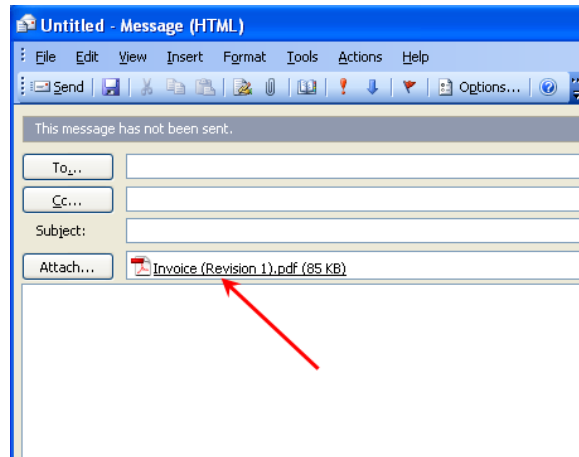 Untitled - Message (HTML)
File Edit View Insert Format Tools Actions Help
Send Options...
This message has not been sent.
To...
Cc...
Subject:
Attach... Invoice (Revision 1).pdf (85 KB)